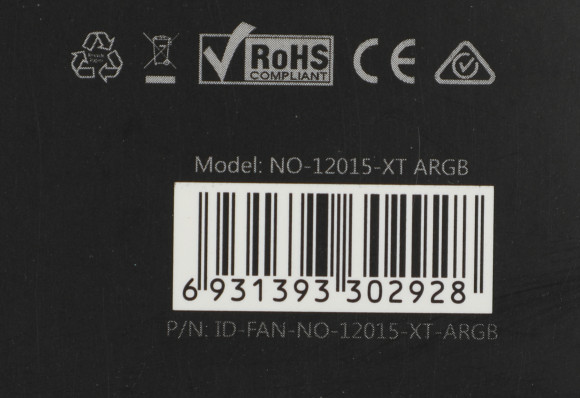 RoHS
COMPLIANT
CE
Model: NO-12015-XT ARGB
6 931393 302928
P/N: ID-FAN-NO-12015-XT-ARGB